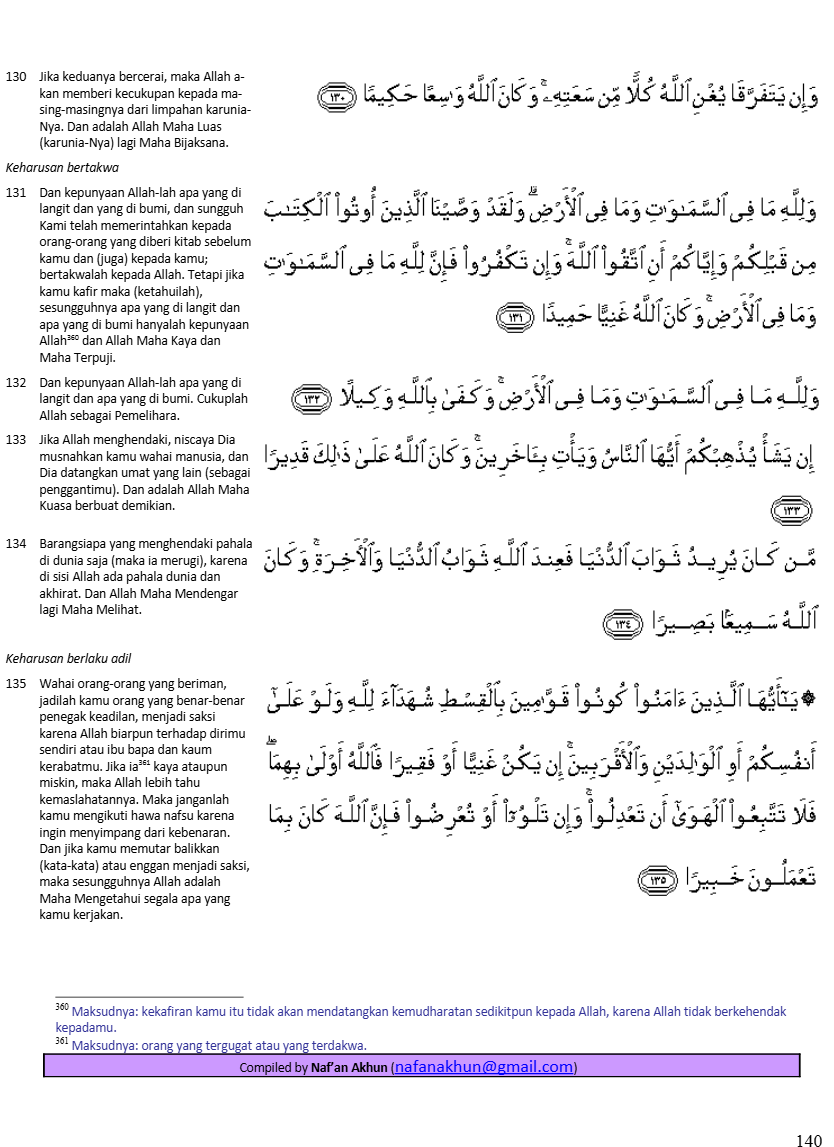 130 Jika keduanya bercerai, maka Allah a-
kan memberi kecukupan kepada ma-
sing-masingnya dari limpahan karunia-
Nya. Dan adalah Allah Maha Luas
(karunia-Nya) lagi Maha Bijaksana.
وَإِن يَتَفَرَّقَا يُغْنِ ٱللَّهُ كُلًّا مِّن سَعَتِهِۦ ۚ وَكَانَ ٱللَّهُ وَٰسِعًا حَكِيمًا ﴿١٣٠﴾
Keharusan bertakwa
131 Dan kepunyaan Allah-lah apa yang di
langit dan yang di bumi, dan sungguh
Kami telah memerintahkan kepada
orang-orang yang diberi kitab sebelum
kamu dan (juga) kepada kamu;
bertakwalah kepada Allah. Tetapi jika
kamu kafir maka (ketahuilah),
sesungguhnya apa yang di langit dan
apa yang di bumi hanyalah kepunyaan
Allah³⁶⁰ dan Allah Maha Kaya dan
Maha Terpuji.
وَلِلَّهِ مَا فِى ٱلسَّمَٰوَٰتِ وَمَا فِى ٱلْأَرْضِ ۗ وَلَقَدْ وَصَّيْنَا ٱلَّذِينَ أُوتُوا۟ ٱلْكِتَٰبَ
مِن قَبْلِكُمْ وَإِيَّاكُمْ أَنِ ٱتَّقُوا۟ ٱللَّهَ ۚ وَإِن تَكْفُرُوا۟ فَإِنَّ لِلَّهِ مَا فِى ٱلسَّمَٰوَٰتِ
وَمَا فِى ٱلْأَرْضِ ۚ وَكَانَ ٱللَّهُ غَنِيًّا حَمِيدًا ﴿١٣١﴾
132 Dan kepunyaan Allah-lah apa yang di
langit dan apa yang di bumi. Cukuplah
Allah sebagai Pemelihara.
وَلِلَّهِ مَا فِى ٱلسَّمَٰوَٰتِ وَمَا فِى ٱلْأَرْضِ ۚ وَكَفَىٰ بِٱللَّهِ وَكِيلًا ﴿١٣٢﴾
133 Jika Allah menghendaki, niscaya Dia
musnahkan kamu wahai manusia, dan
Dia datangkan umat yang lain (sebagai
penggantimu). Dan adalah Allah Maha
Kuasa berbuat demikian.
إِن يَشَأْ يُذْهِبْكُمْ أَيُّهَا ٱلنَّاسُ وَيَأْتِ بِـَٔاخَرِينَ ۚ وَكَانَ ٱللَّهُ عَلَىٰ ذَٰلِكَ قَدِيرًا
﴿١٣٣﴾
134 Barangsiapa yang menghendaki pahala
di dunia saja (maka ia merugi), karena
di sisi Allah ada pahala dunia dan
akhirat. Dan Allah Maha Mendengar
lagi Maha Melihat.
مَّن كَانَ يُرِيدُ ثَوَابَ ٱلدُّنْيَا فَعِندَ ٱللَّهِ ثَوَابُ ٱلدُّنْيَا وَٱلْـَٔاخِرَةِ ۚ وَكَانَ
ٱللَّهُ سَمِيعًۢا بَصِيرًا ﴿١٣٤﴾
Keharusan berlaku adil
135 Wahai orang-orang yang beriman,
jadilah kamu orang yang benar-benar
penegak keadilan, menjadi saksi
karena Allah biarpun terhadap dirimu
sendiri atau ibu bapa dan kaum
kerabatmu. Jika ia³⁶¹ kaya ataupun
miskin, maka Allah lebih tahu
kemaslahatannya. Maka janganlah
kamu mengikuti hawa nafsu karena
ingin menyimpang dari kebenaran.
Dan jika kamu memutar balikkan
(kata-kata) atau enggan menjadi saksi,
maka sesungguhnya Allah adalah
Maha Mengetahui segala apa yang
kamu kerjakan.
۞ يَٰٓأَيُّهَا ٱلَّذِينَ ءَامَنُوا۟ كُونُوا۟ قَوَّٰمِينَ بِٱلْقِسْطِ شُهَدَآءَ لِلَّهِ وَلَوْ عَلَىٰٓ
أَنفُسِكُمْ أَوِ ٱلْوَٰلِدَيْنِ وَٱلْأَقْرَبِينَ ۚ إِن يَكُنْ غَنِيًّا أَوْ فَقِيرًا فَٱللَّهُ أَوْلَىٰ بِهِمَا ۖ
فَلَا تَتَّبِعُوا۟ ٱلْهَوَىٰٓ أَن تَعْدِلُوا۟ ۚ وَإِن تَلْوُۥٓا۟ أَوْ تُعْرِضُوا۟ فَإِنَّ ٱللَّهَ كَانَ بِمَا
تَعْمَلُونَ خَبِيرًا ﴿١٣٥﴾
³⁶⁰ Maksudnya: kekafiran kamu itu tidak akan mendatangkan kemudharatan sedikitpun kepada Allah, karena Allah tidak berkehendak
kepadamu.
³⁶¹ Maksudnya: orang yang tergugat atau yang terdakwa.
Compiled by Naf’an Akhun (nafanakhun@gmail.com)
140